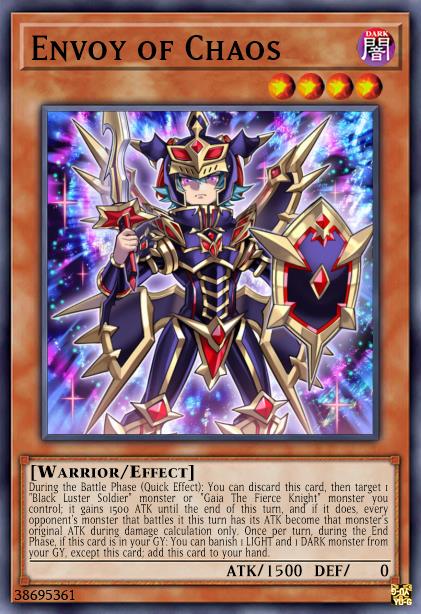 ENVOY OF CHAOS
DARK
闇
[WARRIOR/EFFECT]
During the Battle Phase (Quick Effect): You can discard this card, then target 1
"Black Luster Soldier" monster or "Gaia The Fierce Knight" monster you
control; it gains 1500 ATK until the end of this turn, and if it does, every
opponent's monster that battles it this turn has its ATK become that monster's
original ATK during damage calculation only. Once per turn, during the End
Phase, if this card is in your GY: You can banish 1 LIGHT and 1 DARK monster from
your GY, except this card; add this card to your hand.
ATK/1500 DEF/ 0
38695361